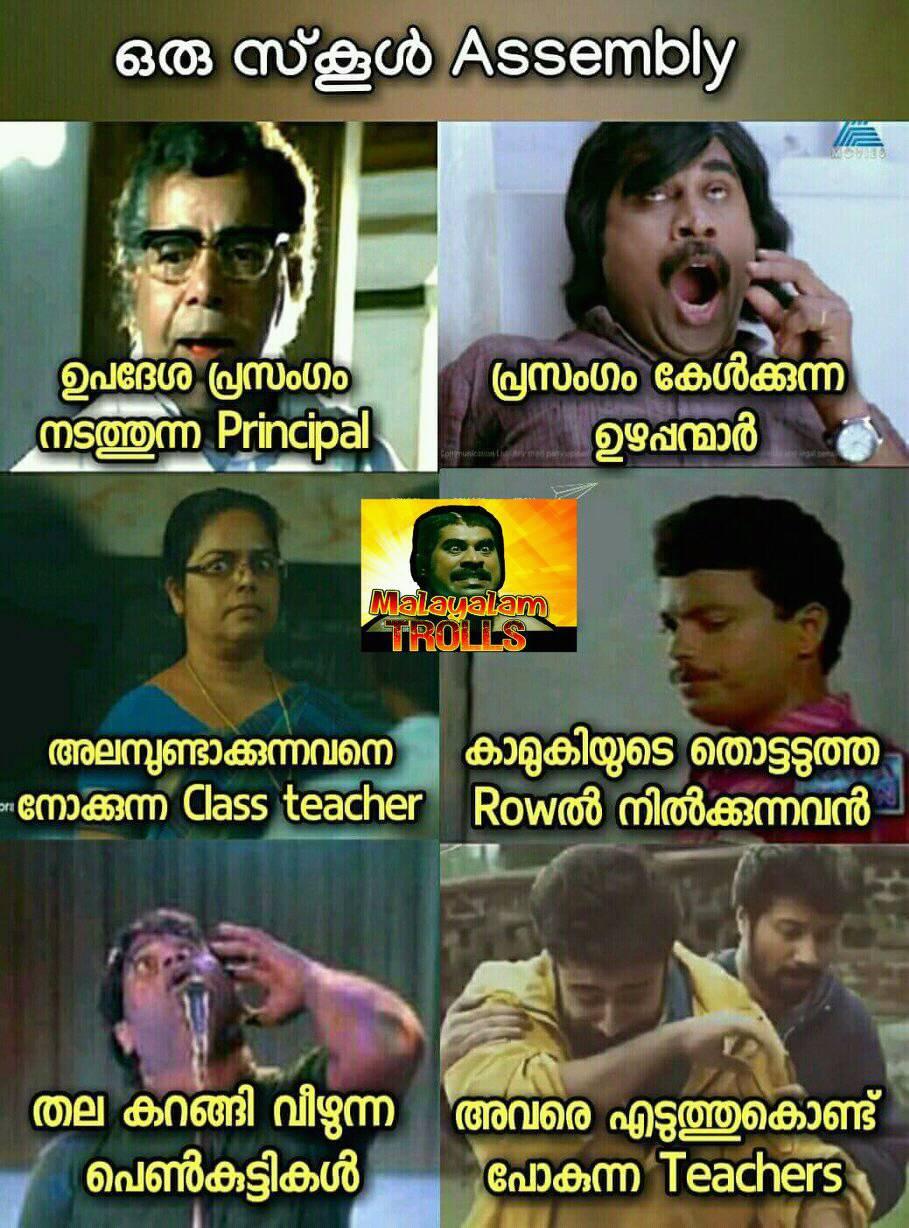 ഒരു സ്കൂൾ Assembly
MOVIES
ഉപദേശ പ്രസംഗം
നടത്തുന്ന Principal
പ്രസംഗം കേൾക്കുന്ന
ഉഴപ്പന്മാർ
Malayalam
TROLLS
അലമ്പുണ്ടാക്കുന്നവനെ
നോക്കുന്ന Class teacher
കാമുകിയുടെ തൊട്ടടുത്ത
Rowൽ നിൽക്കുന്നവൻ
തല കറങ്ങി വീഴുന്ന
പെൺകുട്ടികൾ
അവരെ എടുത്തുകൊണ്ട്
പോകുന്ന Teachers